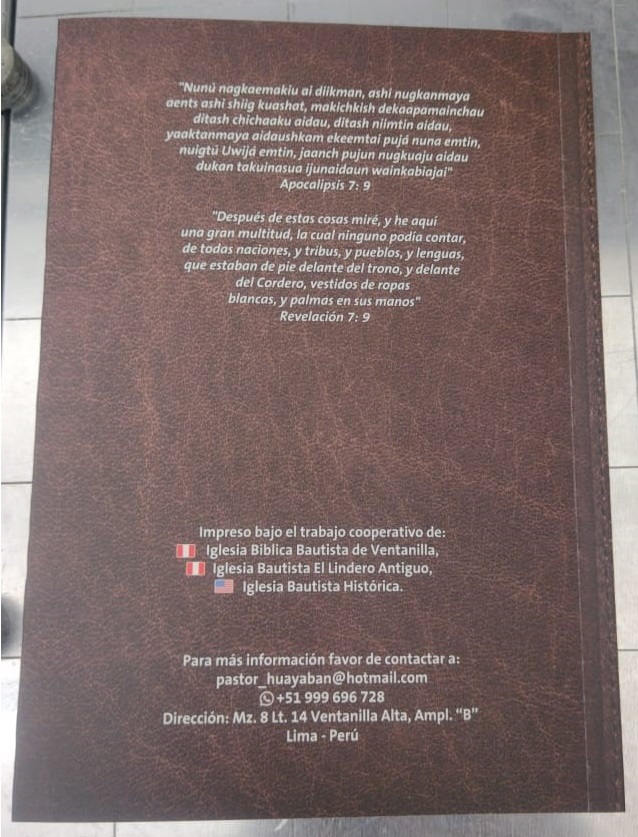 "Nunú nagkaemakiu ai diikman, ashi nugkanmaya
aents ashi shiig kuashat, makichkish dekaapamainchau
ditash chichaaku aidau, ditash niimtin aidau,
yaaktanmaya aidaushkam ekeemtai pujá nuna emtin,
nuigtú Uwijá emtin, jaanch pujun nugkuaju aidau
dukan takuinasua ijunaidaun wainkabiajai"
Apocalipsis 7: 9
"Después de estas cosas miré, y he aquí
una gran multitud, la cual ninguno podía contar,
de todas naciones, y tribus, y pueblos, y lenguas,
que estaban de pie delante del trono, y delante
del Cordero, vestidos de ropas
blancas, y palmas en sus manos"
Revelación 7: 9
Impreso bajo el trabajo cooperativo de:
Iglesia Bíblica Bautista de Ventanilla,
Iglesia Bautista El Lindero Antiguo,
Iglesia Bautista Histórica.
Para más información favor de contactar a:
pastor_huayaban@hotmail.com
+51 999 696 728
Dirección: Mz. 8 Lt. 14 Ventanilla Alta, Ampl. “B”
Lima - Perú